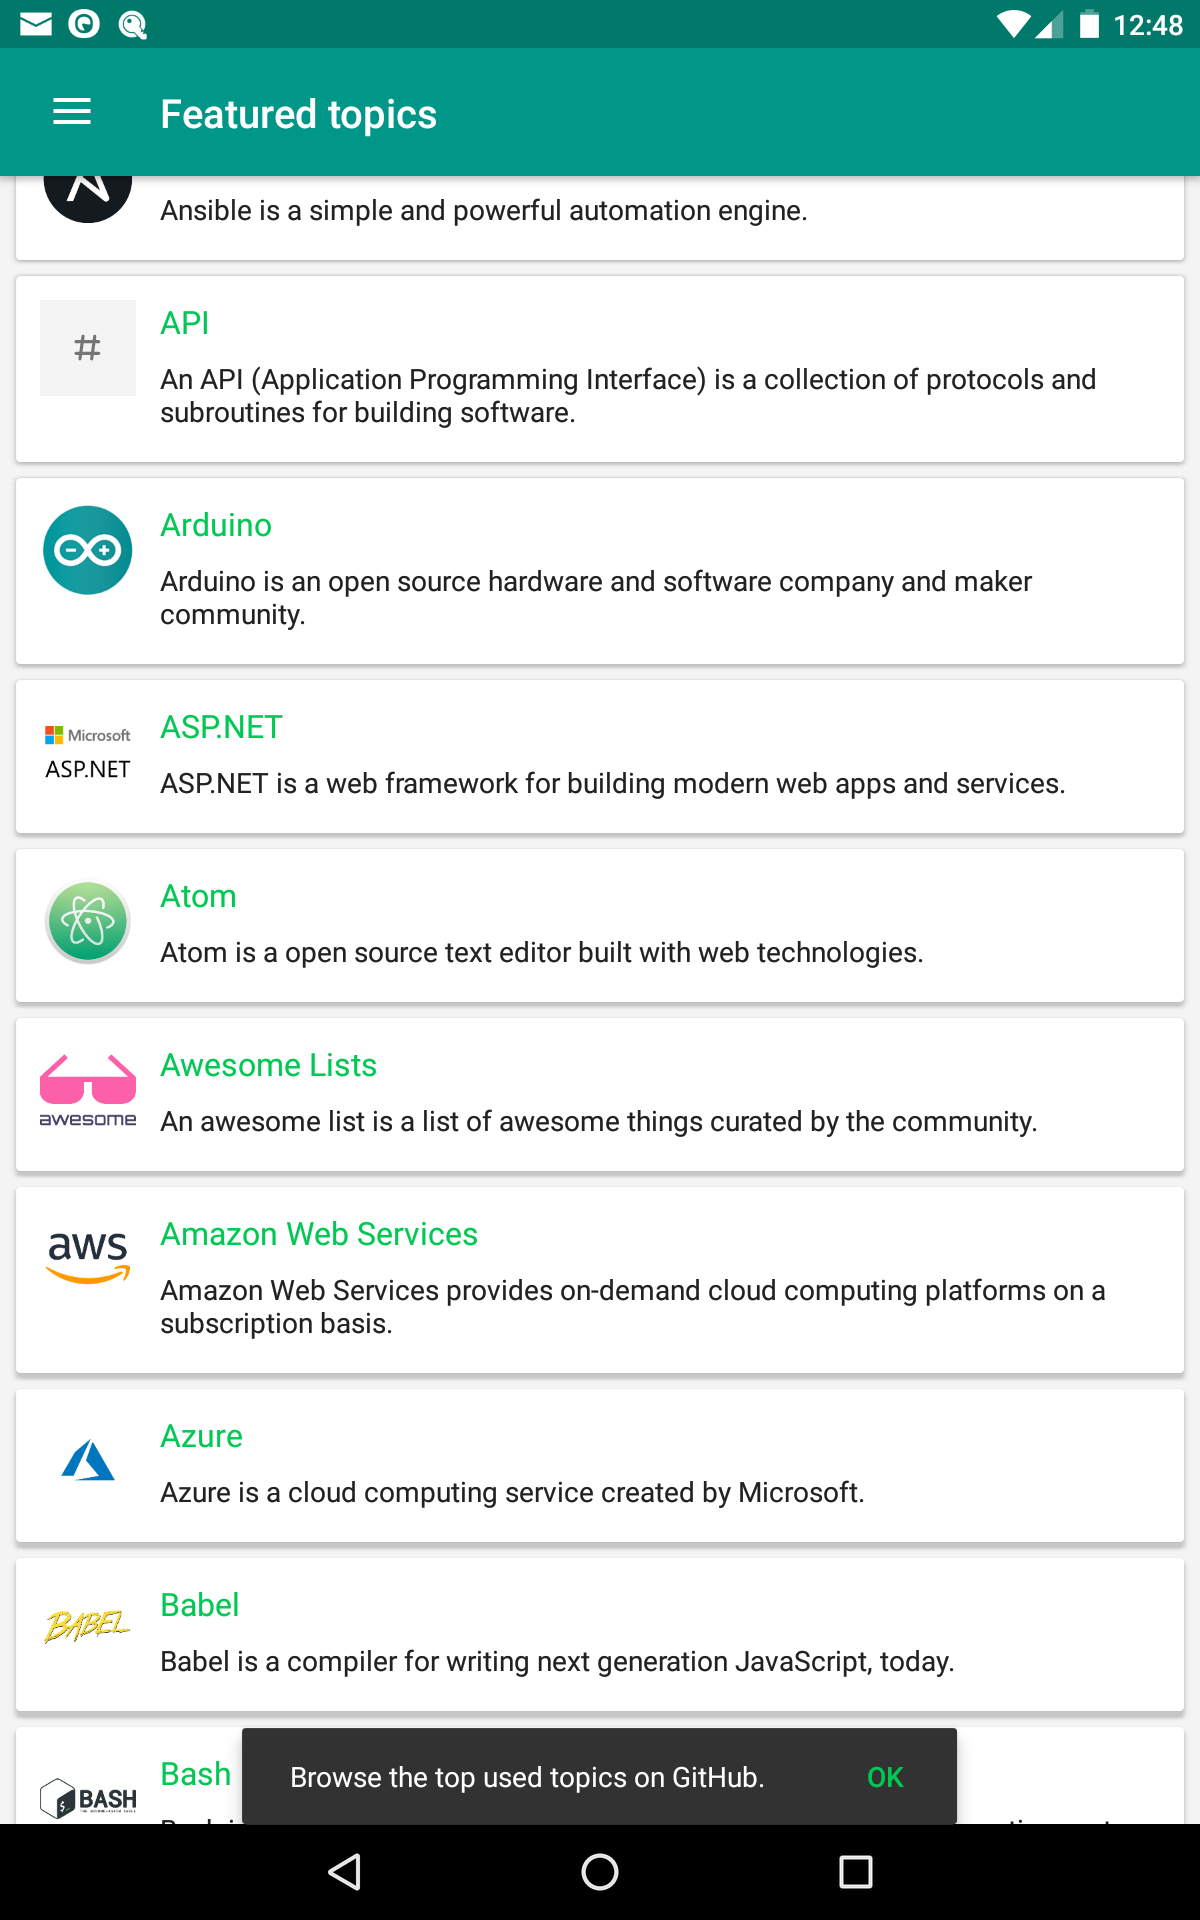 12:48
Featured topics
Ansible is a simple and powerful automation engine.
#
API
An API (Application Programming Interface) is a collection of protocols and
subroutines for building software.
Arduino
Arduino is an open source hardware and software company and maker
community.
Microsoft
ASP.NET
ASP.NET
ASP.NET is a web framework for building modern web apps and services.
Atom
Atom is a open source text editor built with web technologies.
awesome
Awesome Lists
An awesome list is a list of awesome things curated by the community.
aws
Amazon Web Services
Amazon Web Services provides on-demand cloud computing platforms on a
subscription basis.
Azure
Azure is a cloud computing service created by Microsoft.
BABEL
Babel
Babel is a compiler for writing next generation JavaScript, today.
BASH
Bash
Browse the top used topics on GitHub.
OK